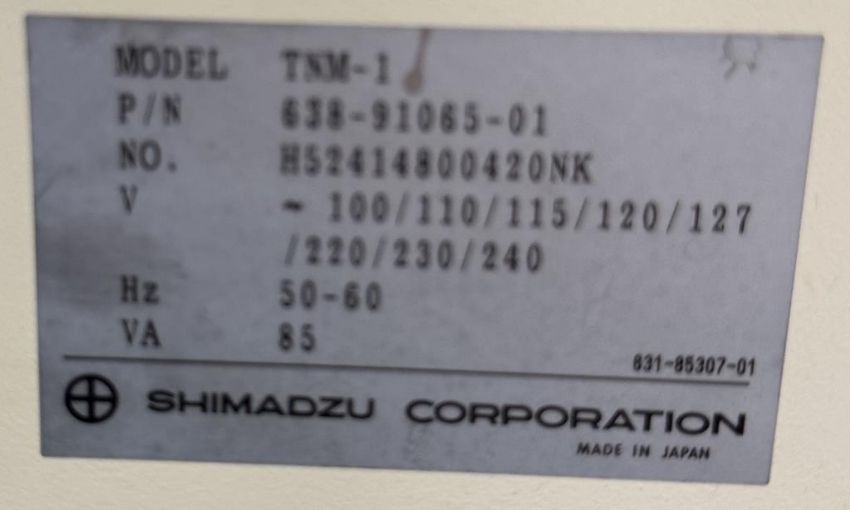 MODEL TNM-1
P/N 638-91065-01
NO. H52414800420NK
V ~ 100/110/115/120/127
/220/230/240
Hz 50-60
VA 85
631-85307-01
SHIMADZU CORPORATION
MADE IN JAPAN